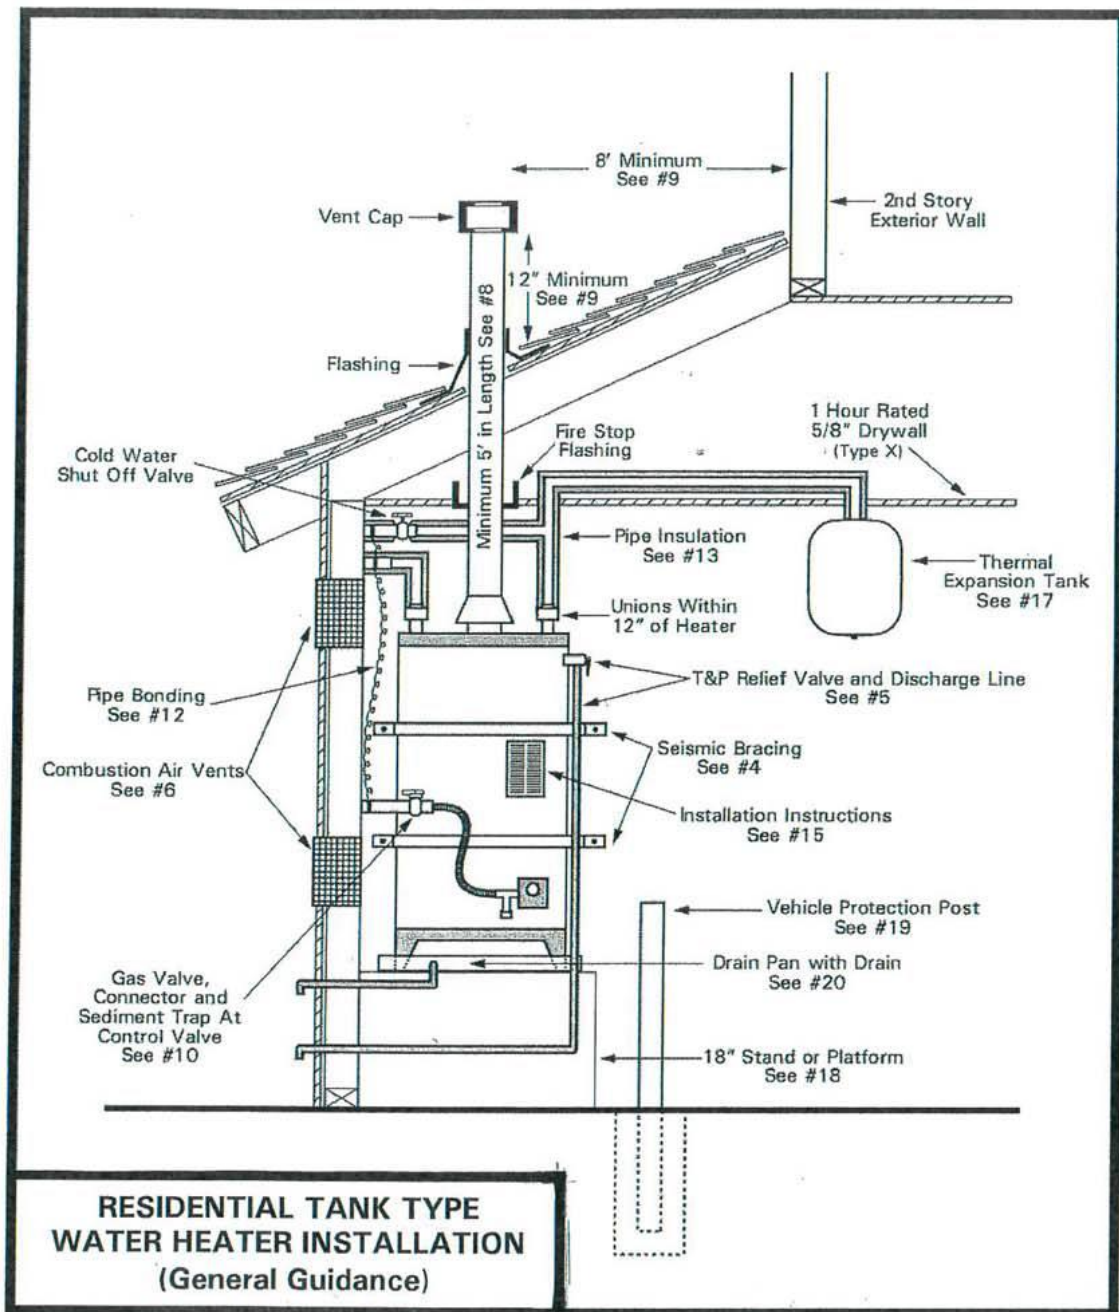 8' Minimum
See #9
Vent Cap
2nd Story
Exterior Wall
12" Minimum
See #9
Minimum 5' in Length See #8
Flashing
1 Hour Rated
5/8" Drywall
(Type X)
Cold Water
Shut Off Valve
Fire Stop
Flashing
Pipe Insulation
See #13
Thermal
Expansion Tank
See #17
Unions Within
12" of Heater
T&P Relief Valve and Discharge Line
See #5
Pipe Bonding
See #12
Seismic Bracing
See #4
Combustion Air Vents
See #6
Installation Instructions
See #15
Vehicle Protection Post
See #19
Drain Pan with Drain
See #20
Gas Valve,
Connector and
Sediment Trap At
Control Valve
See #10
18" Stand or Platform
See #18
RESIDENTIAL TANK TYPE
WATER HEATER INSTALLATION
(General Guidance)